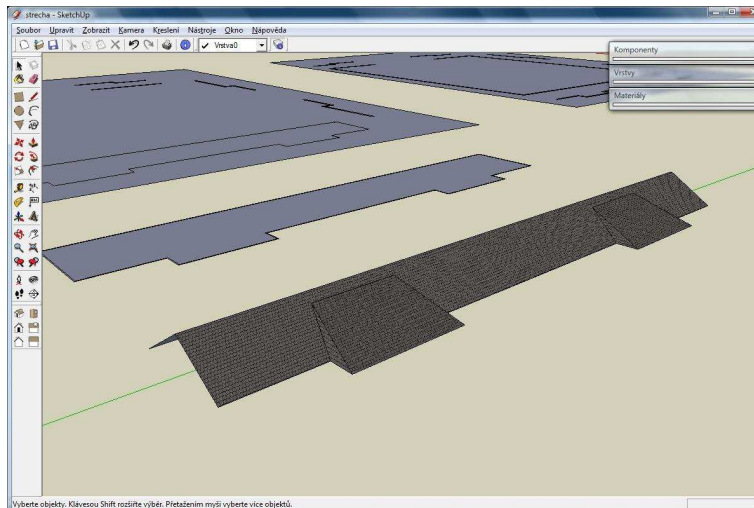 strecha - SketchUp
Soubor Upravit Zobrazit Kamera Kreslení Nástroje Okno Nápověda
Vrstva0
Komponenty
Vrstvy
Materiály
Vyberte objekty. Klávesou Shift rozšiřte výběr. Přetažením myši vyberte více objektů.